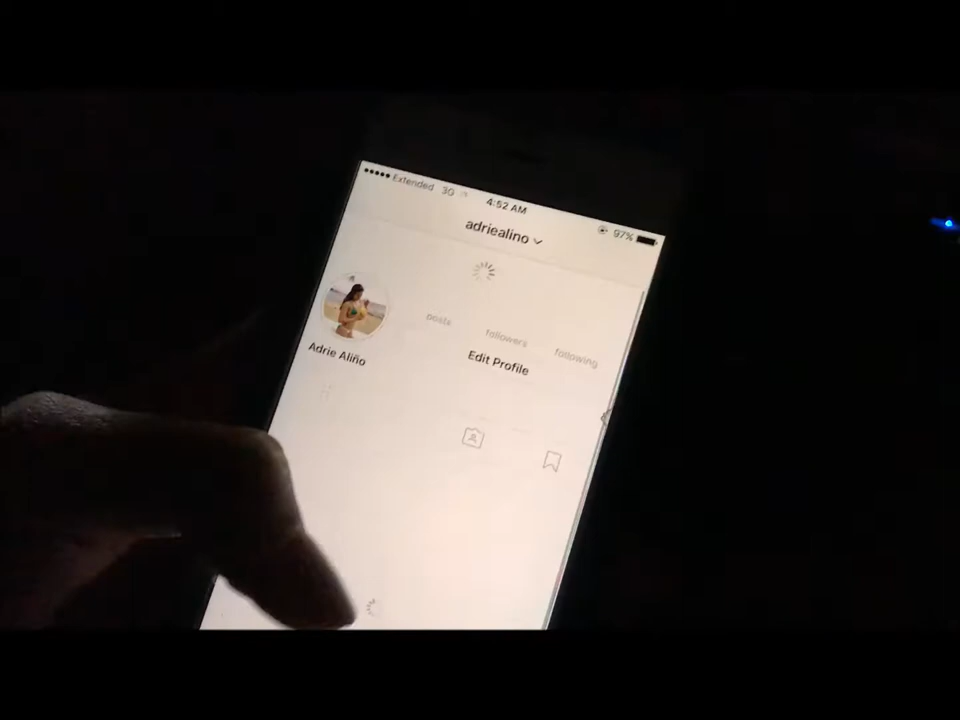 Extended 3G
4:52 AM
97%
adriealino
posts
followers
following
Edit Profile
Adrie Aliño